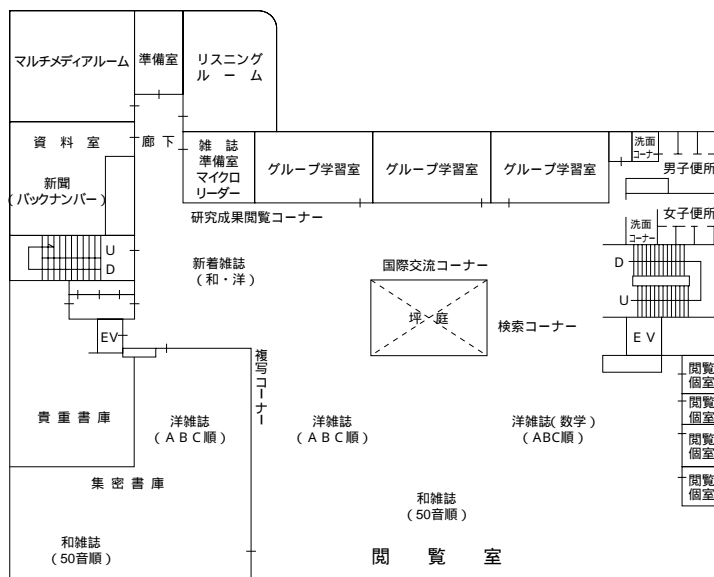 マルチメディアルーム
準備室
リスニング
ルーム
資料室
廊下
雑誌
準備室
マイクロ
リーダー
グループ学習室
グループ学習室
グループ学習室
洗面
コーナー
男子便所
新聞
(バックナンバー)
研究成果閲覧コーナー
女子便所
洗面
コーナー
U
D
新着雑誌
(和・洋)
国際交流コーナー
D
U
坪庭
検索コーナー
EV
EV
複写コーナー
閲覧
個室
閲覧
個室
閲覧
個室
閲覧
個室
貴重書庫
洋雑誌
(ABC順)
洋雑誌
(ABC順)
洋雑誌(数学)
(ABC順)
集密書庫
和雑誌
(50音順)
和雑誌
(50音順)
閲覧室